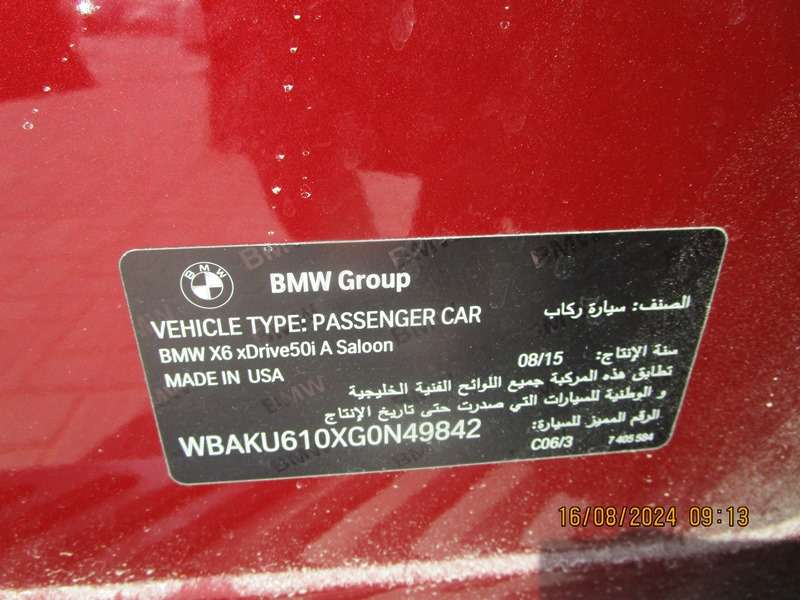 BMW
BMW Group
VEHICLE TYPE: PASSENGER CAR
الصنف: سيارة ركاب
BMW X6 xDrive50i A Saloon
سنة الإنتاج: 08/15
MADE IN USA
تطابق هذه المركبة جميع اللوائح الفنية الخليجية
و الوطنية للسيارات التي صدرت حتى تاريخ الإنتاج
الرقم المميز للسيارة:
WBAKU610XG0N49842
C06/3 7 405 584
16/08/2024 09:13